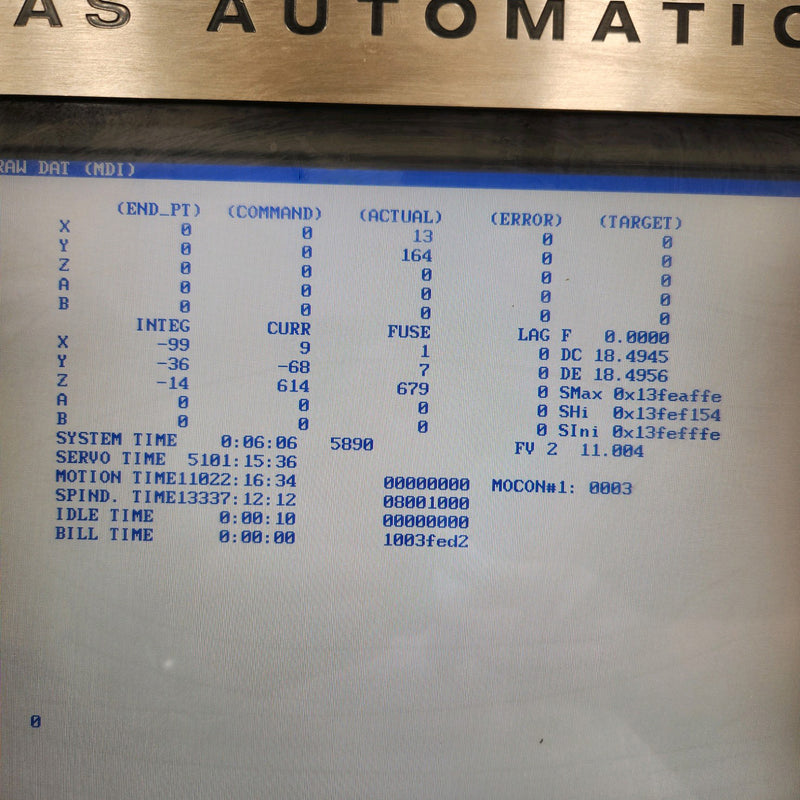 AS AUTOMATIC
RAW DAT (MDI)
(END_PT) (COMMAND) (ACTUAL) (ERROR) (TARGET)
X 0 0 13 0 0
Y 0 0 164 0 0
Z 0 0 0 0 0
A 0 0 0 0 0
B 0 0 0 0 0
INTEG CURR FUSE LAG F 0.0000
X -99 9 1 0 DC 18.4945
Y -36 -68 7 0 DE 18.4956
Z -14 614 679 0 SMax 0x13feaffe
A 0 0 0 0 SHi 0x13fef154
B 0 0 0 0 SIni 0x13fefffe
SYSTEM TIME 0:06:06 5890 FV 2 11.004
SERVO TIME 5101:15:36
MOTION TIME11022:16:34 00000000 MOCON#1: 0003
SPIND. TIME13337:12:12 08001000
IDLE TIME 0:00:10 00000000
BILL TIME 0:00:00 1003fed2
0